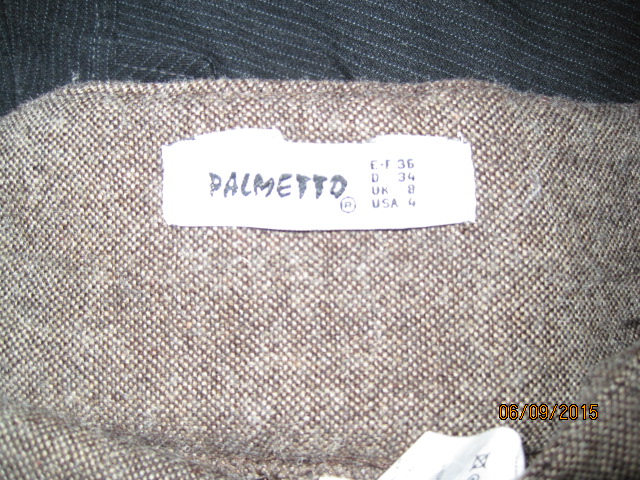 PALMETTO ®
E-F 36
D 34
UK 8
USA 4
06/09/2015